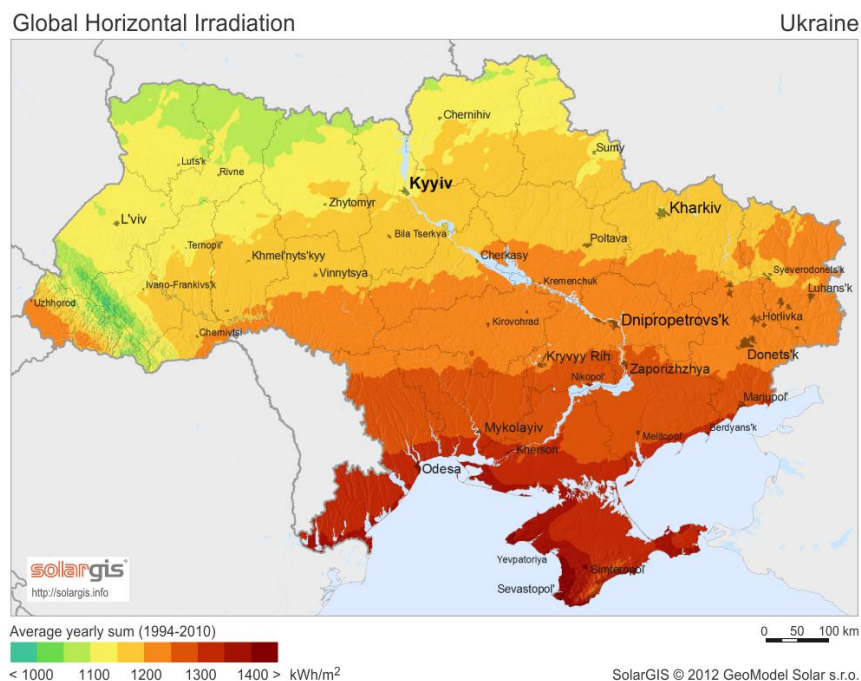 Global Horizontal Irradiation
Ukraine
Chernihiv
Sumy
Luts'k
Rivne
Kyyiv
Zhytomyr
L'viv
Kharkiv
Bila Tserkva
Ternopil'
Khmel'nyts'kyy
Poltava
Cherkasy
Vinnytsya
Syeverodonets'k
Ivano-Frankivs'k
Kremenchuk
Luhans'k
Uzhhorod
Kirovohrad
Dnipropetrovs'k
Horlivka
Chernivtsi
Donets'k
Kryvyy Rih
Zaporizhzhya
Nikopol'
Mariupol'
Mykolayiv
Berdyans'k
Melitopol
Kherson
Odesa
Yevpatoriya
Simferopol'
Sevastopol'
solargis
http://solargis.info
Average yearly sum (1994-2010)
0 50 100 km
< 1000 1100 1200 1300 1400 > kWh/m²
SolarGIS © 2012 GeoModel Solar s.r.o.